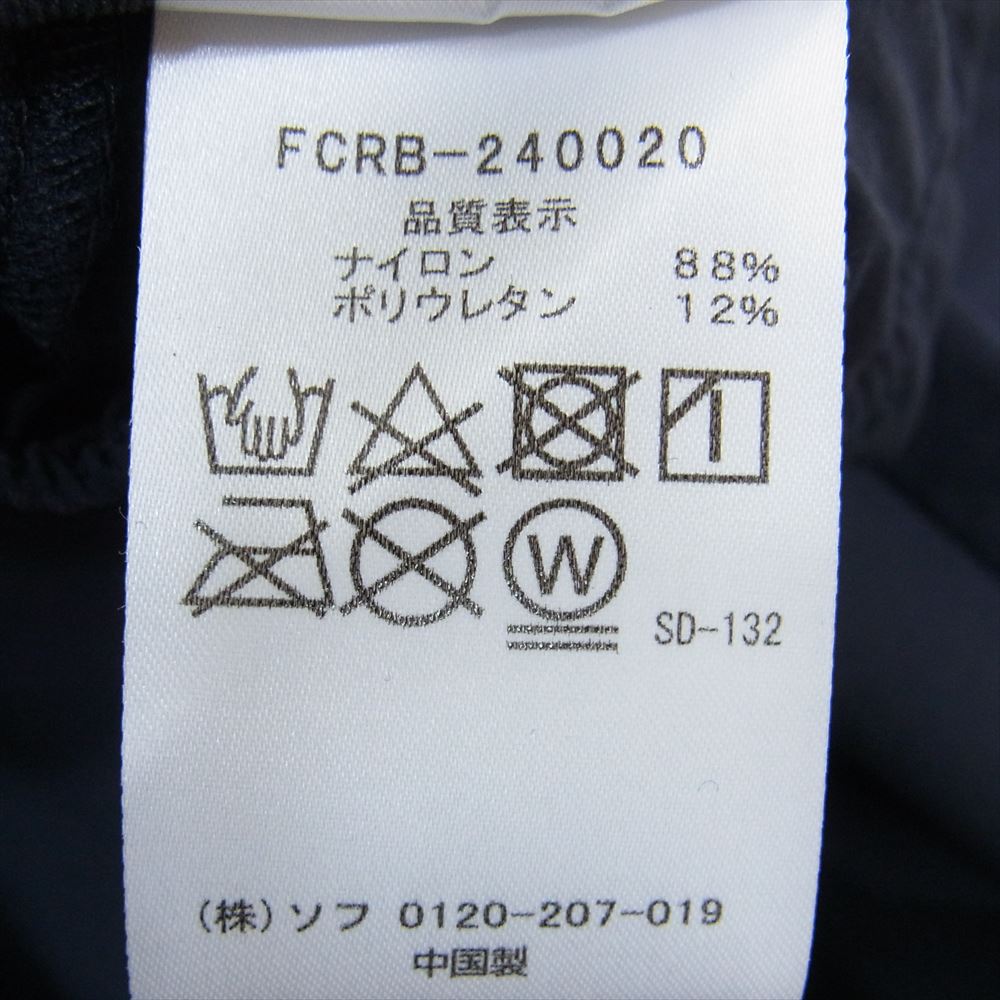 FCRB-240020
品質表示
ナイロン 88%
ポリウレタン 12%
W
SD-132
(株)ソフ 0120-207-019
中国製